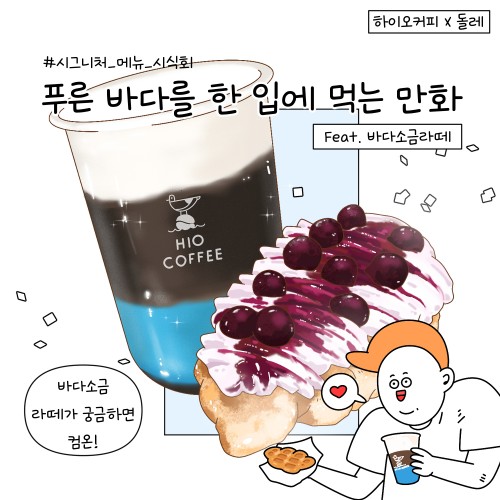 하이오커피 X 돌레
#시그니처_메뉴_시식회
푸른 바다를 한 입에 먹는 만화
Feat. 바다소금라떼
HIO
COFFEE
바다소금
라떼가 궁금하면
컴온!